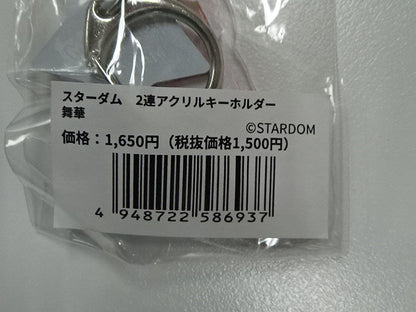 スターダム　2連アクリルキーホルダー
舞華
©STARDOM
価格：1,650円（税抜価格1,500円）
4 948722 586937